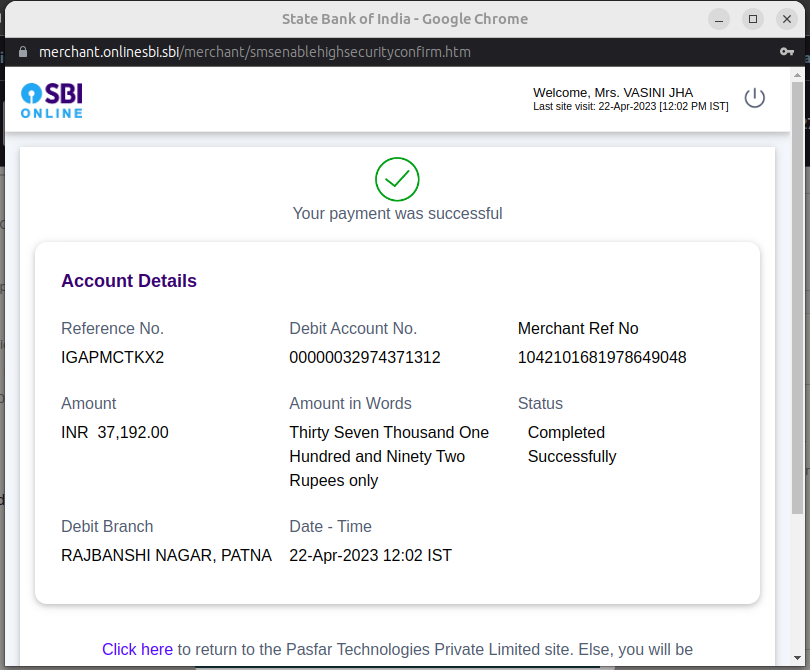 State Bank of India - Google Chrome
merchant.onlinesbi.sbi/merchant/smsenablehighsecurityconfirm.htm
SBI
ONLINE
Welcome, Mrs. VASINI JHA
Last site visit: 22-Apr-2023 [12:02 PM IST]
Your payment was successful
Account Details
Reference No.
IGAPMCTKX2
Debit Account No.
00000032974371312
Merchant Ref No
1042101681978649048
Amount
INR 37,192.00
Amount in Words
Thirty Seven Thousand One
Hundred and Ninety Two
Rupees only
Status
Completed
Successfully
Debit Branch
RAJBANSHI NAGAR, PATNA
Date - Time
22-Apr-2023 12:02 IST
Click here to return to the Pasfar Technologies Private Limited site. Else, you will be